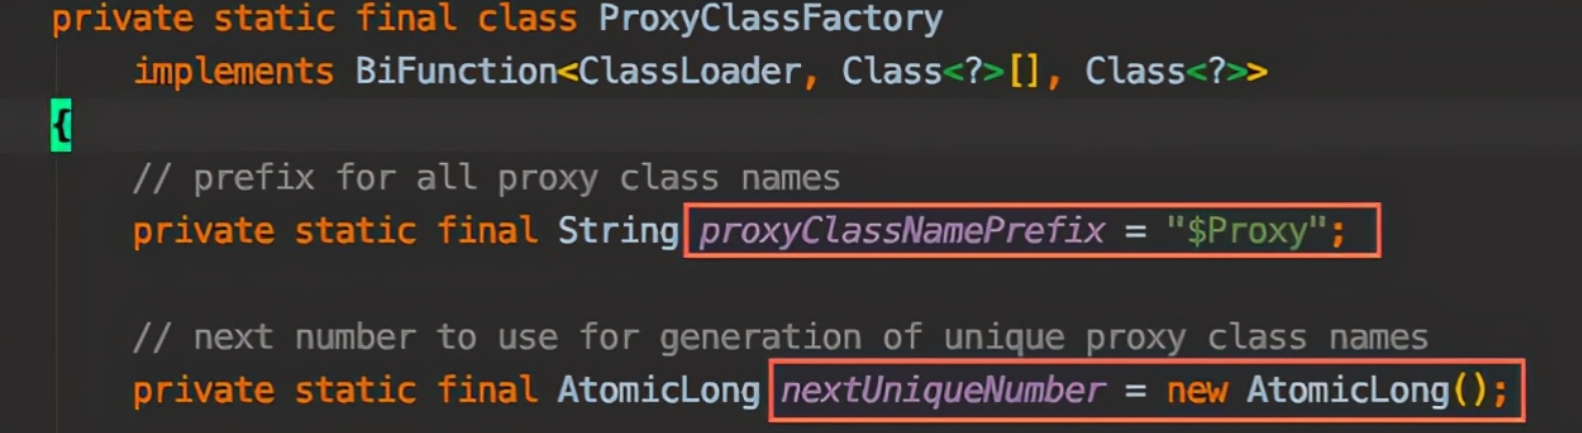 private static final class ProxyClassFactory
implements BiFunction<ClassLoader, Class<?>[], Class<?>>
{
// prefix for all proxy class names
private static final String proxyClassNamePrefix = "$Proxy";
// next number to use for generation of unique proxy class names
private static final AtomicLong nextUniqueNumber = new AtomicLong();